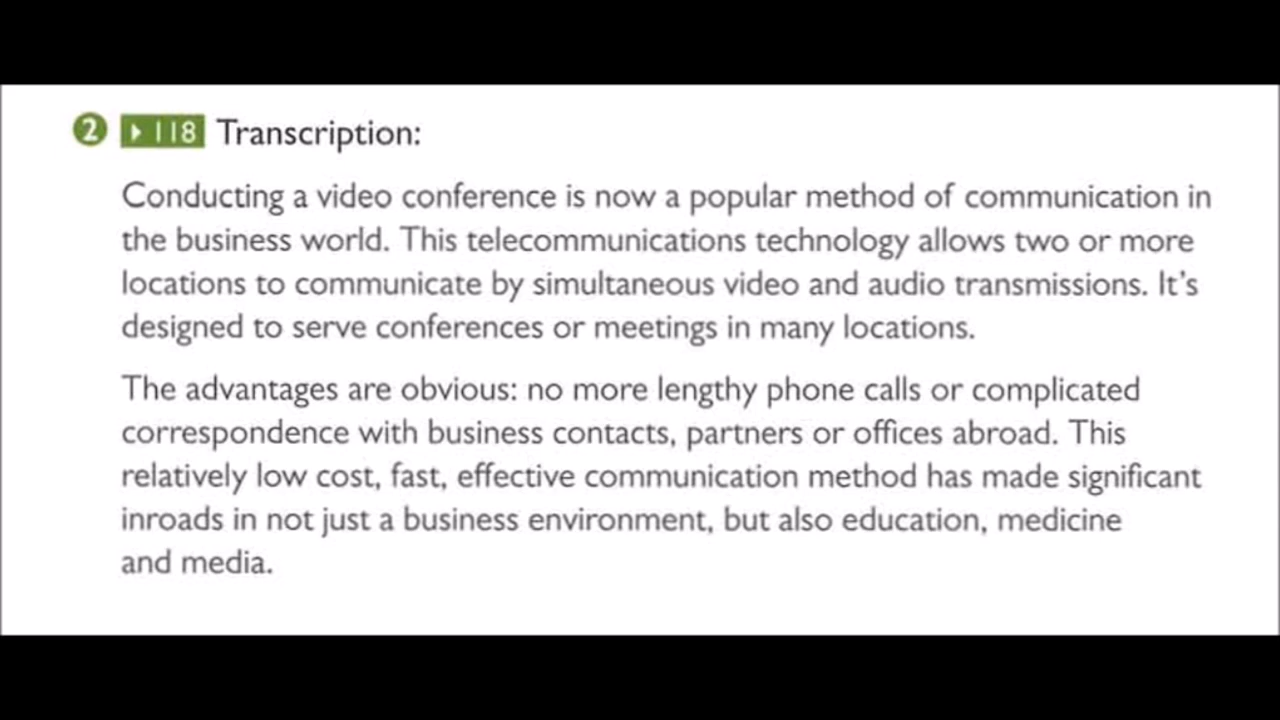 2 118 Transcription:
Conducting a video conference is now a popular method of communication in
the business world. This telecommunications technology allows two or more
locations to communicate by simultaneous video and audio transmissions. It's
designed to serve conferences or meetings in many locations.
The advantages are obvious: no more lengthy phone calls or complicated
correspondence with business contacts, partners or offices abroad. This
relatively low cost, fast, effective communication method has made significant
inroads in not just a business environment, but also education, medicine
and media.